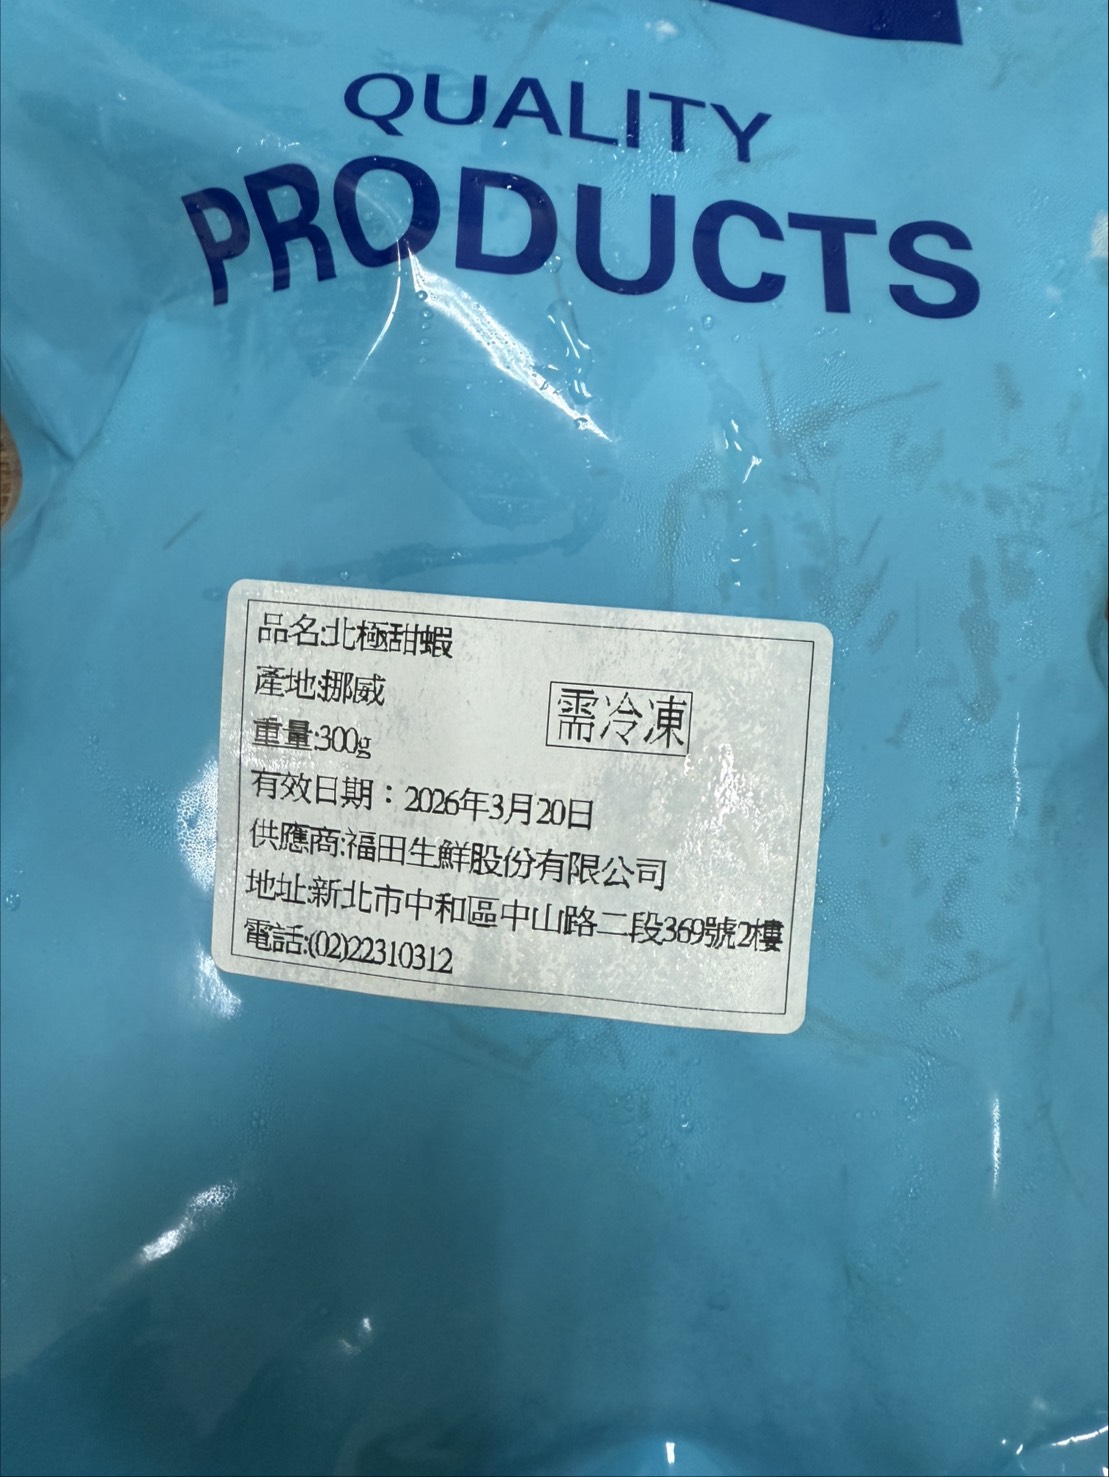 QUALITY
PRODUCTS
品名:北極甜蝦
產地:挪威
需冷凍
重量:300g
有效日期：2026年3月20日
供應商:福田生鮮股份有限公司
地址:新北市中和區中山路二段369號2樓
電話:(02)22310312